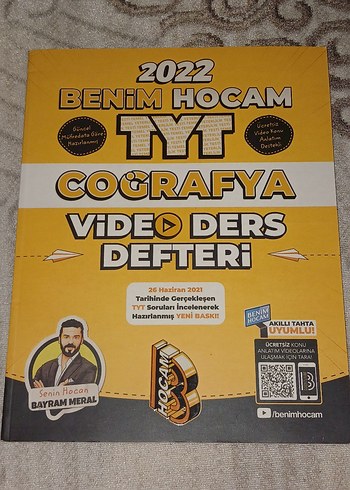 2022
BENİM HOCAM
Güncel
Müfredata Göre
Hazırlanmış
TYT
Ücretsiz
Video Konu
Anlatım
Destekli
COĞRAFYA
VİDEO DERS
DEFTERİ
26 Haziran 2021
Tarihinde Gerçekleşen
TYT Soruları İncelenerek
Hazırlanmış YENİ BASKI!
BENİM
HOCAM
AKILLI TAHTA
UYUMLU!
ÜCRETSİZ KONU
ANLATIM VİDEOLARINA
ULAŞMAK İÇİN TARA!
Senin Hocan
BAYRAM MERAL
HOCAM
B
/benimhocam